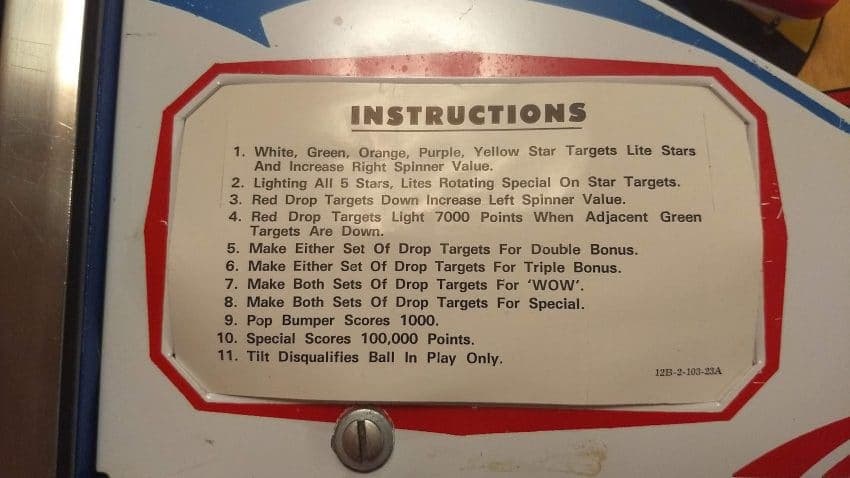 INSTRUCTIONS
1. White, Green, Orange, Purple, Yellow Star Targets Lite Stars
And Increase Right Spinner Value.
2. Lighting All 5 Stars, Lites Rotating Special On Star Targets.
3. Red Drop Targets Down Increase Left Spinner Value.
4. Red Drop Targets Light 7000 Points When Adjacent Green
Targets Are Down.
5. Make Either Set Of Drop Targets For Double Bonus.
6. Make Either Set Of Drop Targets For Triple Bonus.
7. Make Both Sets Of Drop Targets For 'WOW'.
8. Make Both Sets Of Drop Targets For Special.
9. Pop Bumper Scores 1000.
10. Special Scores 100,000 Points.
11. Tilt Disqualifies Ball In Play Only.
12B-2-103-23A